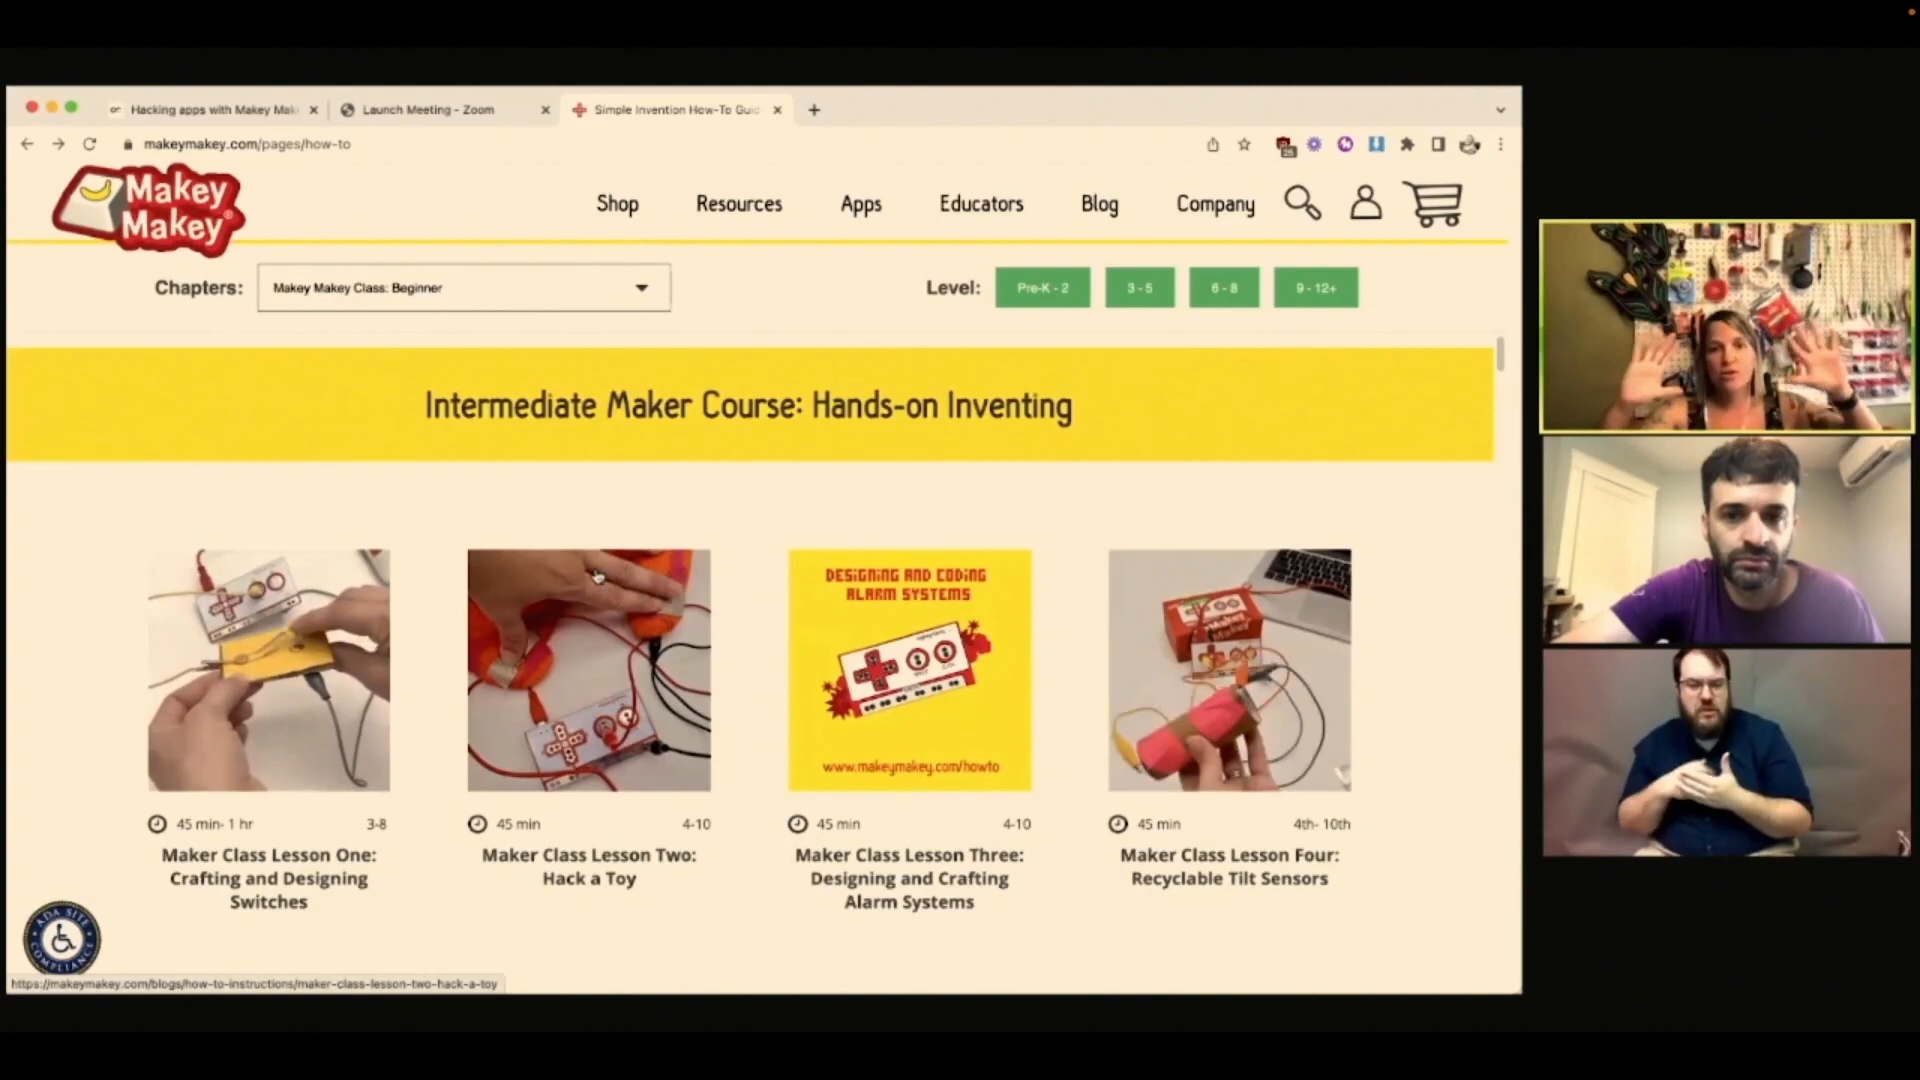 Hacking apps with Makey Mak
Launch Meeting - Zoom
Simple Invention How-To Guid
makeymakey.com/pages/how-to
Makey
Makey
Shop
Resources
Apps
Educators
Blog
Company
Chapters:
Makey Makey Class: Beginner
Level:
Pre-K - 2
3 - 5
6 - 8
9 - 12+
Intermediate Maker Course: Hands-on Inventing
DESIGNING AND CODING
ALARM SYSTEMS
www.makeymakey.com/howto
45 min- 1 hr
3-8
Maker Class Lesson One:
Crafting and Designing
Switches
45 min
4-10
Maker Class Lesson Two:
Hack a Toy
45 min
4-10
Maker Class Lesson Three:
Designing and Crafting
Alarm Systems
45 min
4th- 10th
Maker Class Lesson Four:
Recyclable Tilt Sensors
ADA SITE
COMPLIANCE
https://makeymakey.com/blogs/how-to-instructions/maker-class-lesson-two-hack-a-toy